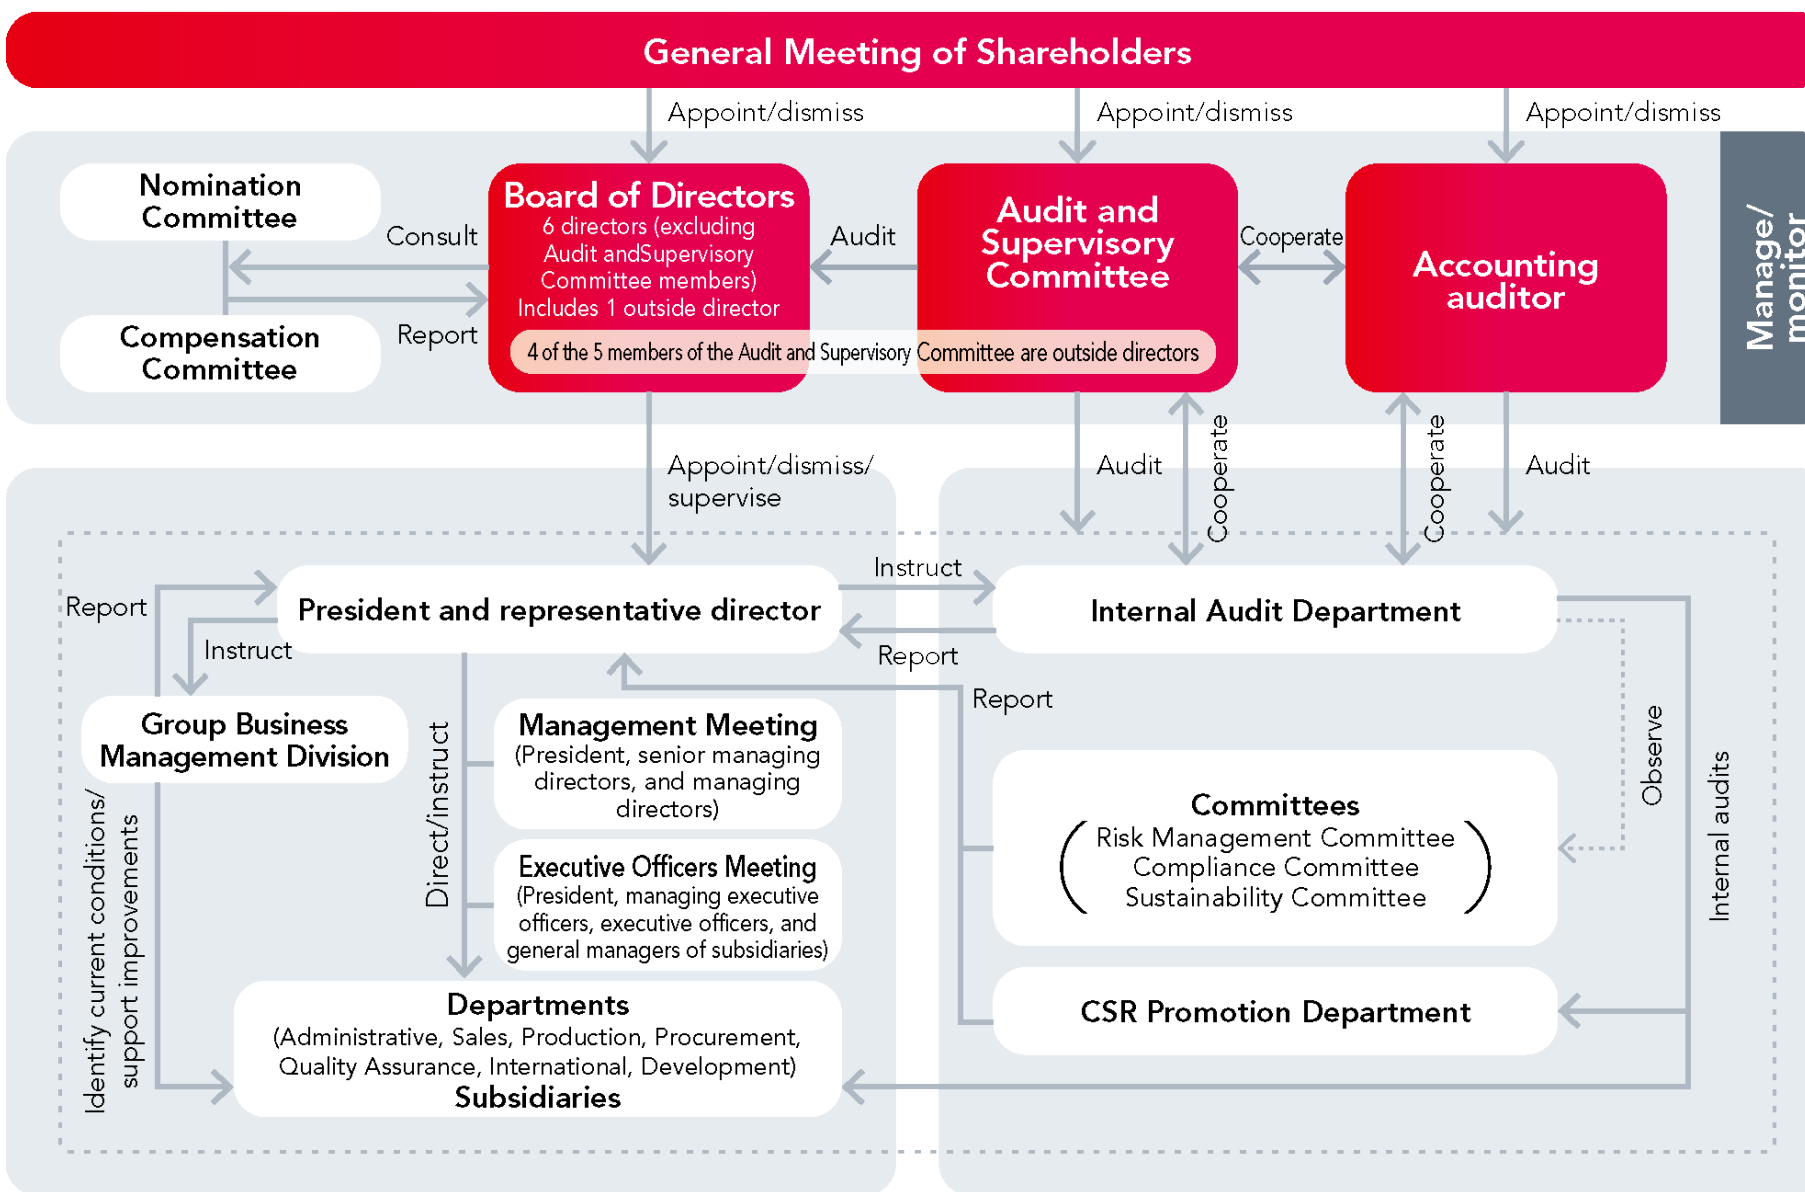 General Meeting of Shareholders
Appoint/dismiss
Appoint/dismiss
Appoint/dismiss
Nomination
Committee
Consult
Report
Compensation
Committee
Board of Directors
6 directors (excluding
Audit andSupervisory
Committee members)
Includes 1 outside director
Audit
Audit and
Supervisory
Committee
Cooperate
Accounting
auditor
4 of the 5 members of the Audit and Supervisory Committee are outside directors
Manage/
monitor
Appoint/dismiss/
supervise
Audit
Cooperate
Cooperate
Audit
Report
Instruct
President and representative director
Instruct
Report
Internal Audit Department
Report
Group Business
Management Division
Direct/instruct
Management Meeting
(President, senior managing
directors, and managing
directors)
Executive Officers Meeting
(President, managing executive
officers, executive officers, and
general managers of subsidiaries)
Committees
Risk Management Committee
Compliance Committee
Sustainability Committee
Observe
Internal audits
Identify current conditions/
support improvements
Departments
(Administrative, Sales, Production, Procurement,
Quality Assurance, International, Development)
Subsidiaries
CSR Promotion Department